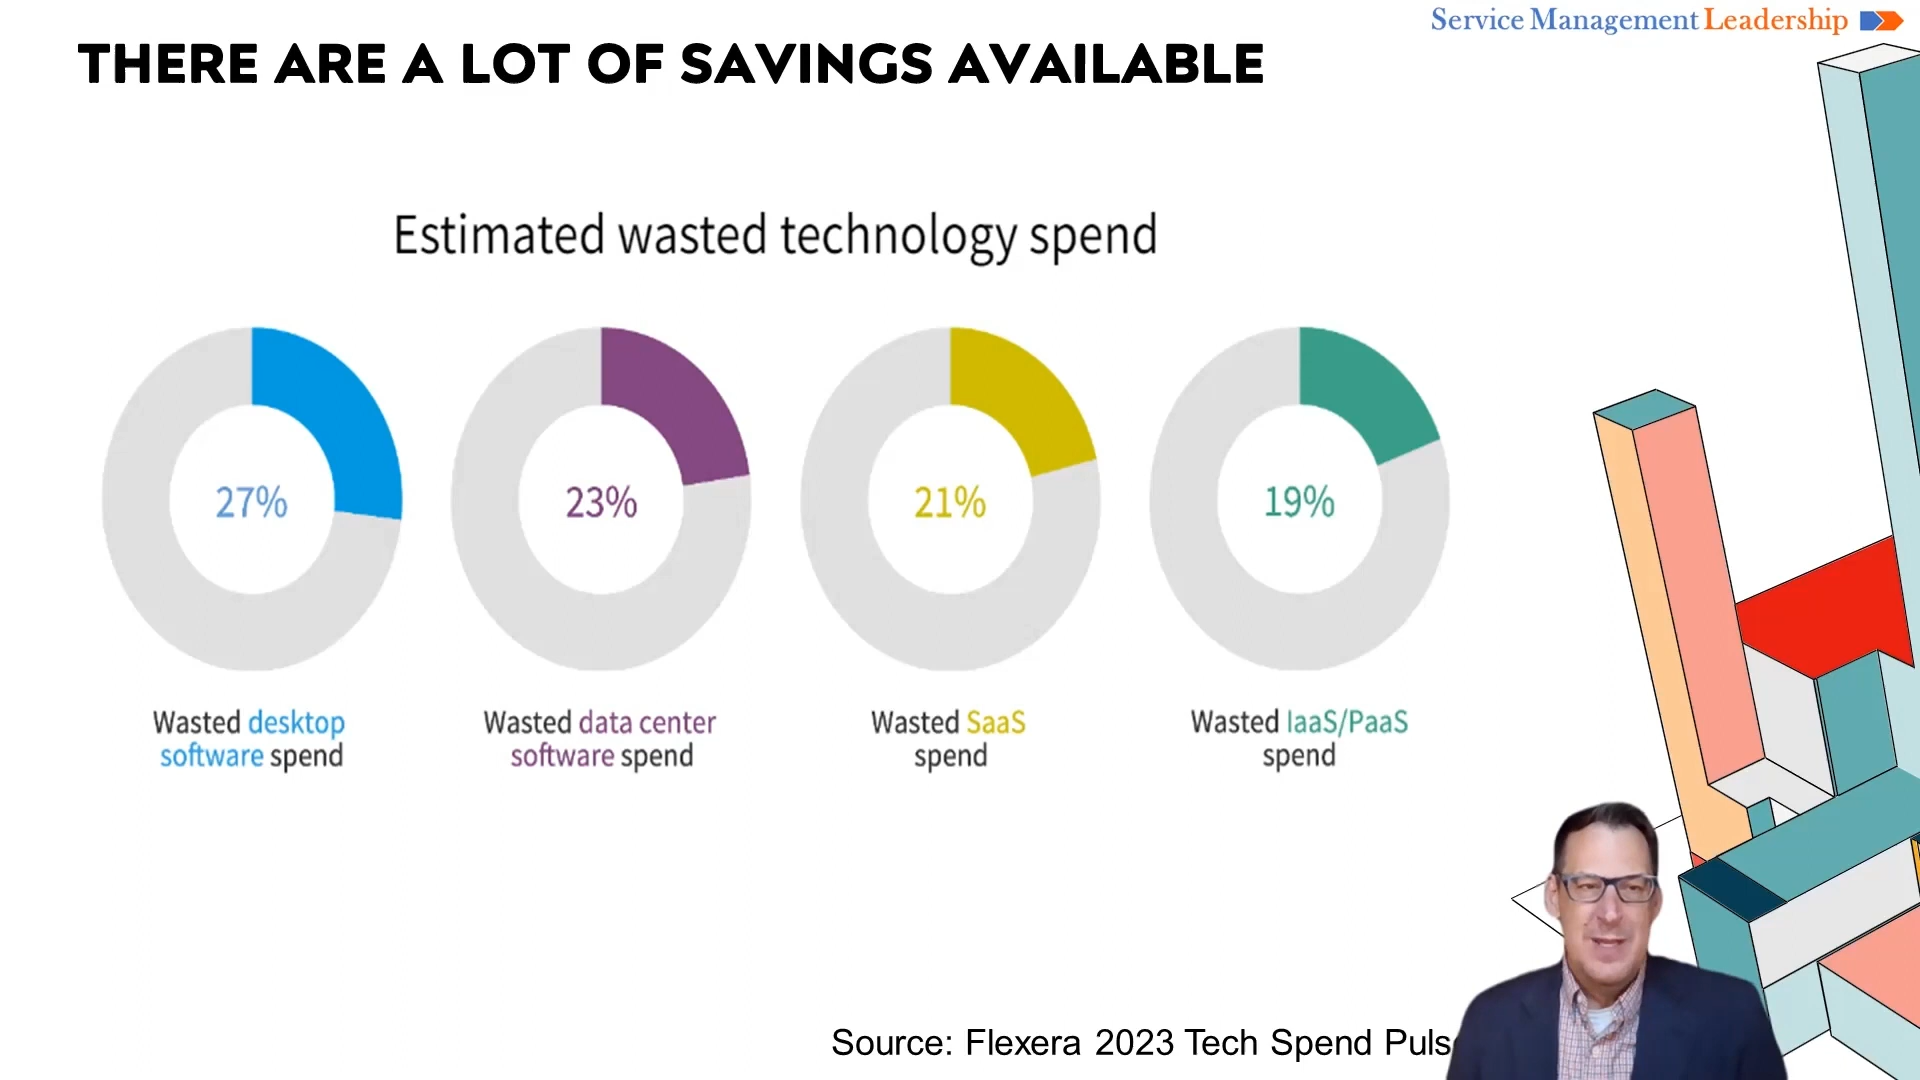 Service Management Leadership
THERE ARE A LOT OF SAVINGS AVAILABLE
Estimated wasted technology spend
27%
23%
21%
19%
Wasted desktop
software spend
Wasted data center
software spend
Wasted SaaS
spend
Wasted IaaS/PaaS
spend
Source: Flexera 2023 Tech Spend Puls